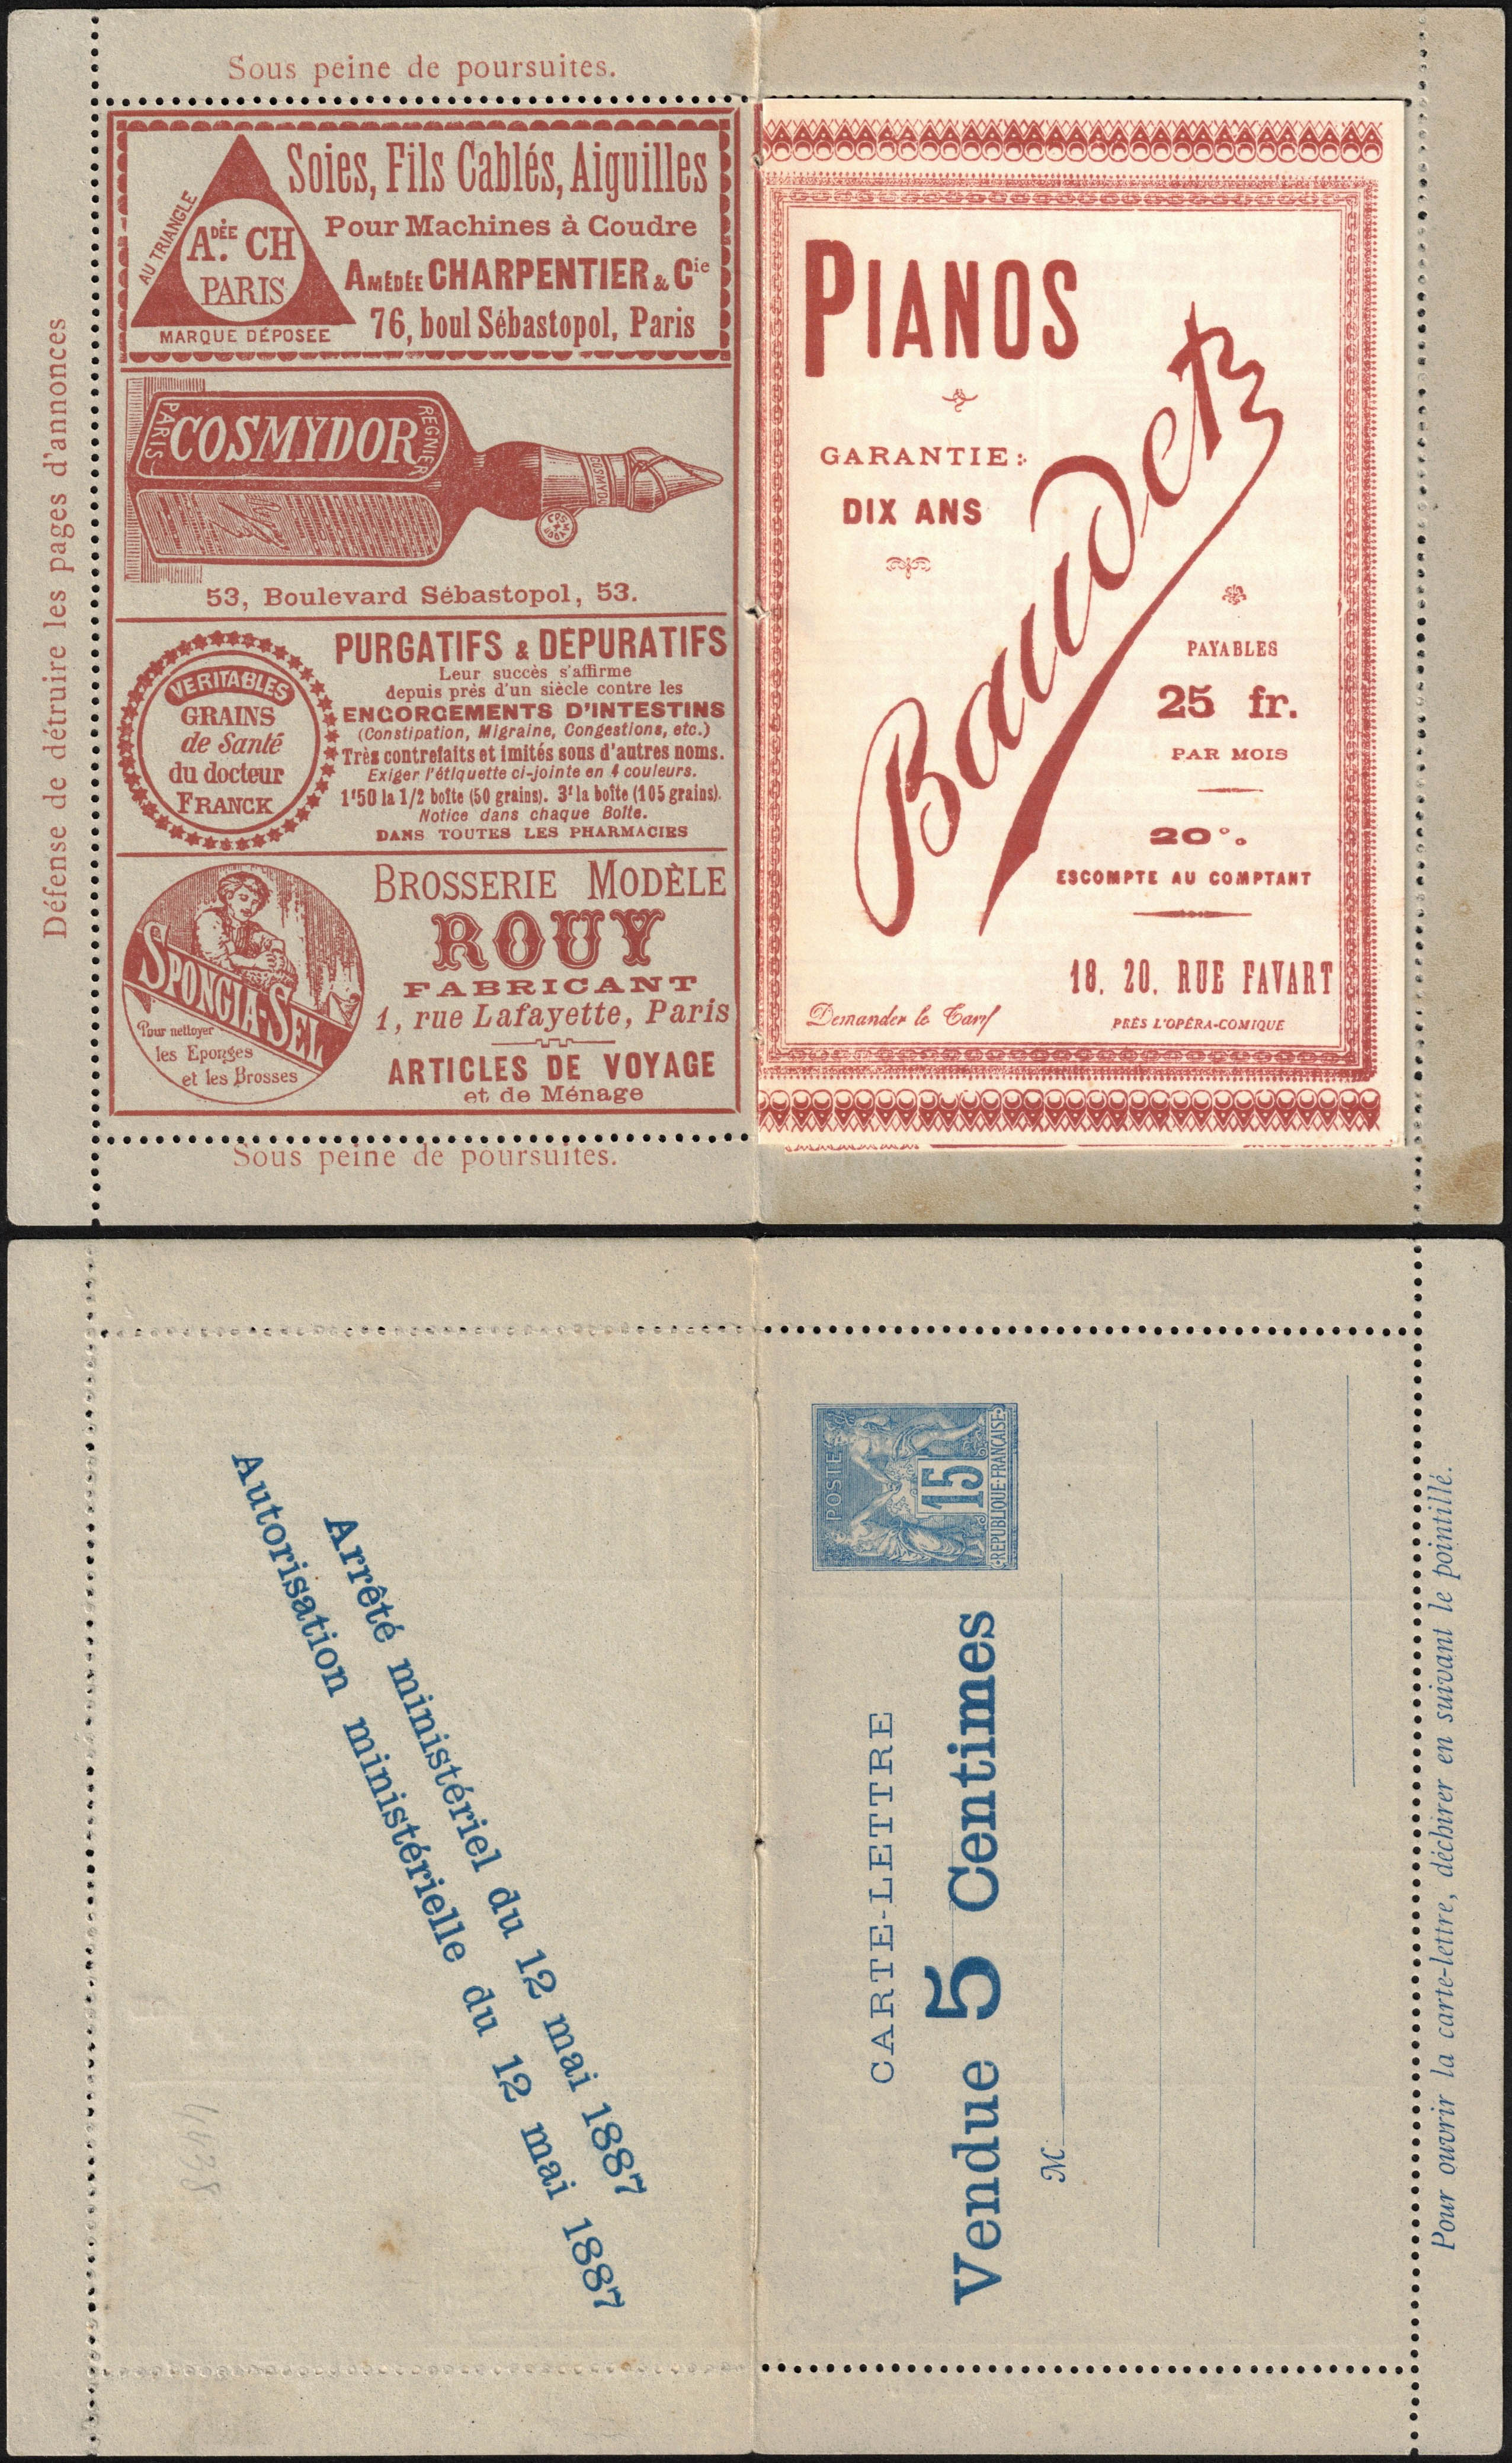 Sous peine de poursuites.
Défense de détruire les pages d'annonces
AU TRIANGLE
A.DÉE CH
PARIS
MARQUE DÉPOSÉE
Soies, Fils Cablés, Aiguilles
Pour Machines à Coudre
AMÉDÉE CHARPENTIER & Cie
76, boul Sébastopol, Paris
PARIS
COSMYDOR
REGNIER
COSMYDO
53, Boulevard Sébastopol, 53.
VERITABLES
GRAINS
de Santé
du docteur
FRANCK
PURGATIFS & DÉPURATIFS
Leur succès s'affirme
depuis près d'un siècle contre les
ENGORGEMENTS D'INTESTINS
(Constipation, Migraine, Congestions, etc.)
Très contrefaits et imités sous d'autres noms.
Exiger l'étiquette ci-jointe en 4 couleurs.
1f50 la 1/2 boîte (50 grains). 3f la boîte (105 grains).
Notice dans chaque Boîte.
DANS TOUTES LES PHARMACIES
SPONGIA-SEL
Pour nettoyer
les Eponges
et les Brosses
BROSSERIE MODÈLE
ROUY
FABRICANT
1, rue Lafayette, Paris
ARTICLES DE VOYAGE
et de Ménage
Sous peine de poursuites.
PIANOS
GARANTIE:
DIX ANS
Baudet
PAYABLES
25 fr.
PAR MOIS
20%
ESCOMPTE AU COMPTANT
18, 20, RUE FAVART
Demander le Tarif
PRÈS L'OPÉRA-COMIQUE
Arrêté ministériel du 12 mai 1887
Autorisation ministérielle du 12 mai 1887
4438
POSTES
15
REPUBLIQUE FRANÇAISE
CARTE-LETTRE
Vendue 5 Centimes
M
Pour ouvrir la carte-lettre, déchirer en suivant le pointillé.